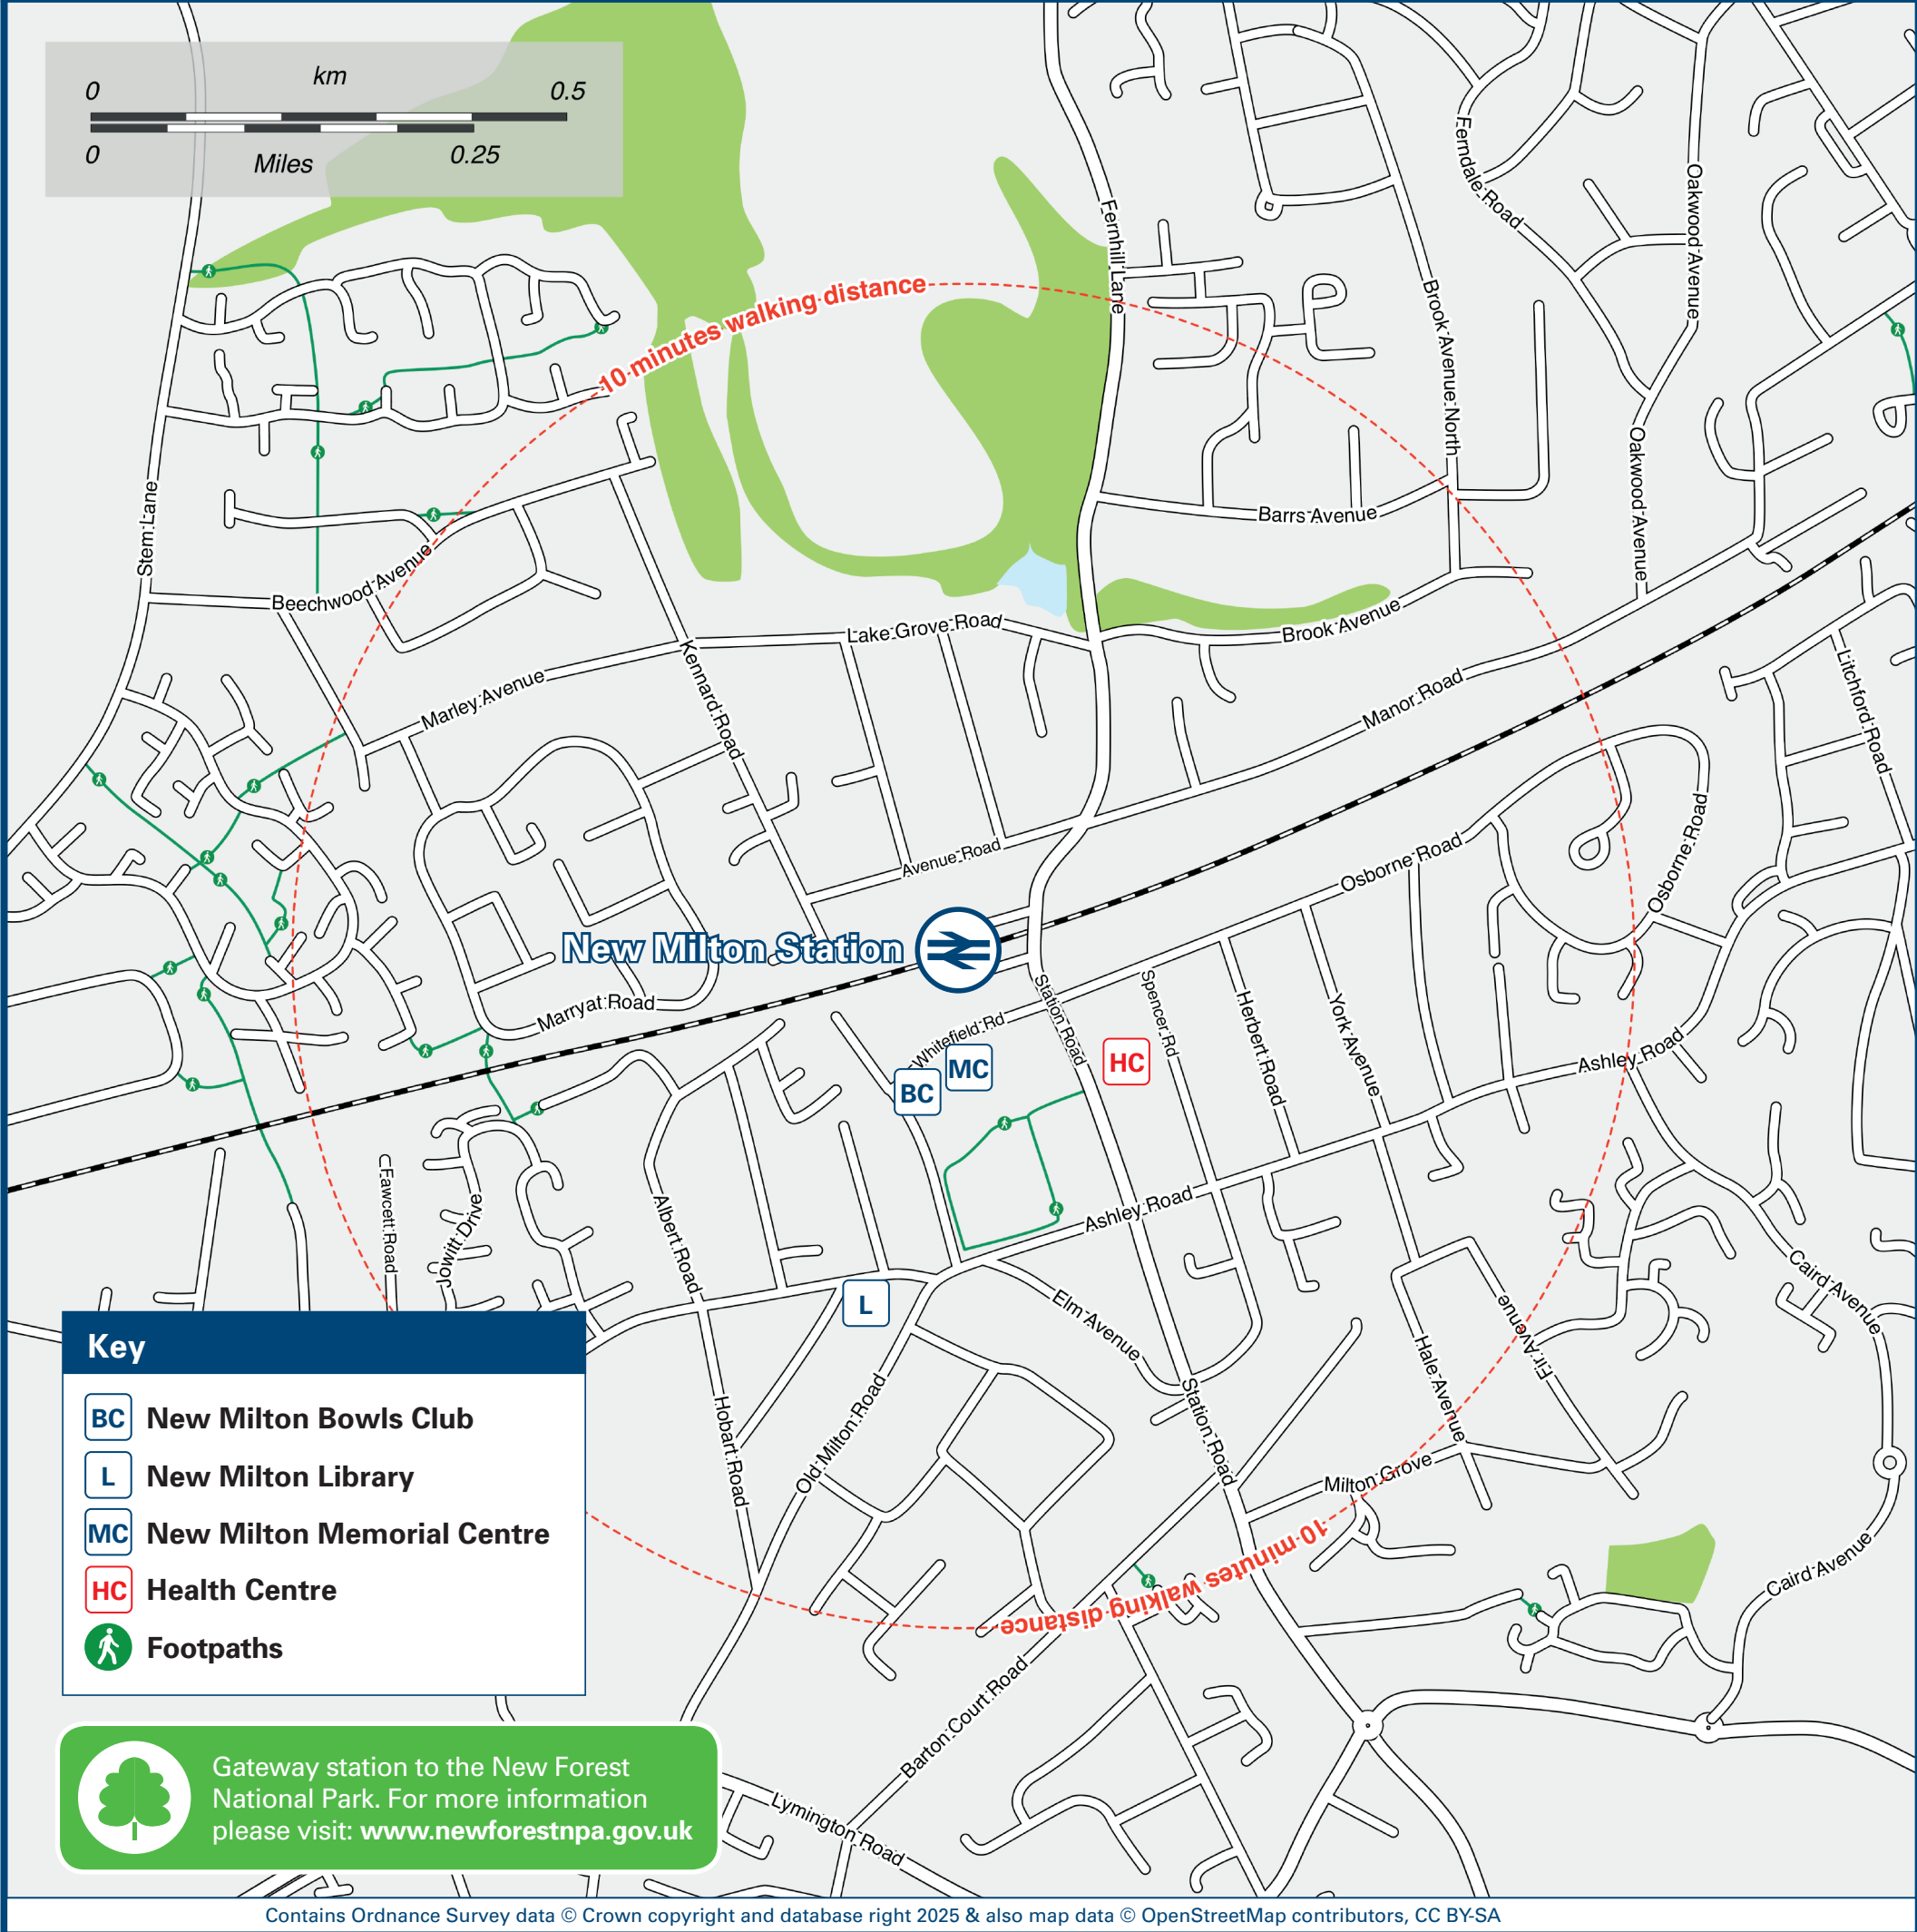 km
0 0.5
0 0.25
Miles
10 minutes walking distance
Fernhill Lane
Ferndale Road
Oakwood Avenue
Brook Avenue North
Oakwood Avenue
Stem Lane
Barrs Avenue
Beechwood Avenue
Lake Grove Road
Brook Avenue
Kennard Road
Marley Avenue
Manor Road
Litchford Road
Avenue Road
Osborne Road
Osborne Road
New Milton Station
Marryat Road
Station Road
Spencer Rd
Herbert Road
York Avenue
Whitefield Rd
MC
HC
BC
Ashley Road
Fawcett Road
Jowitt Drive
Albert Road
Ashley Road
L
Elm Avenue
Caird Avenue
Fir Avenue
Hale Avenue
Hobart Road
Old Milton Road
Station Road
Milton Grove
10 minutes walking distance
Caird Avenue
Barton Court Road
Lymington Road
Key
BC New Milton Bowls Club
L New Milton Library
MC New Milton Memorial Centre
HC Health Centre
Footpaths
Gateway station to the New Forest
National Park. For more information
please visit: www.newforestnpa.gov.uk
Contains Ordnance Survey data © Crown copyright and database right 2025 & also map data © OpenStreetMap contributors, CC BY-SA